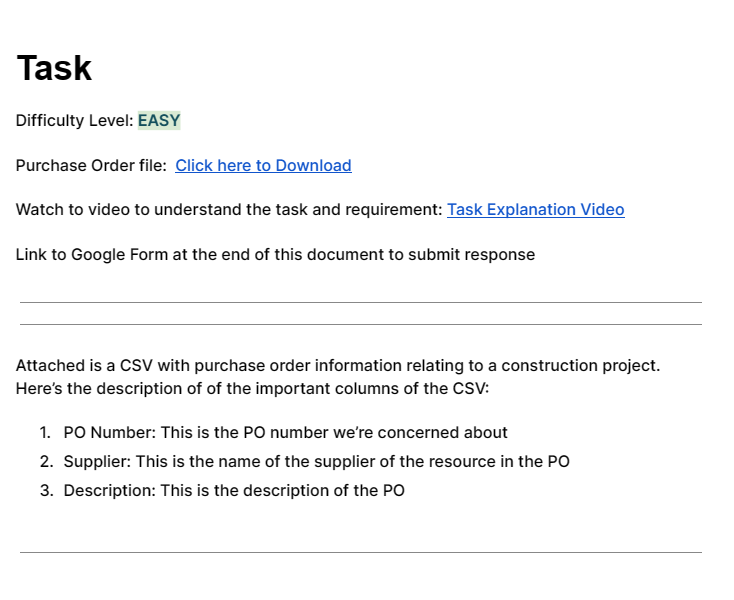 Task
Difficulty Level: EASY
Purchase Order file: Click here to Download
Watch to video to understand the task and requirement: Task Explanation Video
Link to Google Form at the end of this document to submit response
Attached is a CSV with purchase order information relating to a construction project.
Here’s the description of of the important columns of the CSV:
1. PO Number: This is the PO number we’re concerned about
2. Supplier: This is the name of the supplier of the resource in the PO
3. Description: This is the description of the PO